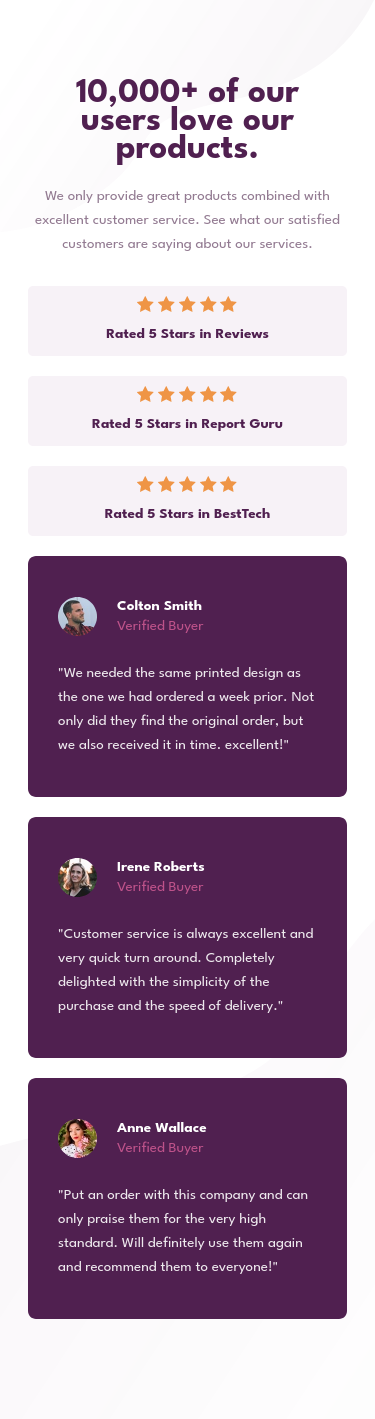 10,000+ of our
users love our
products.
We only provide great products combined with
excellent customer service. See what our satisfied
customers are saying about our services.
Rated 5 Stars in Reviews
Rated 5 Stars in Report Guru
Rated 5 Stars in BestTech
Colton Smith
Verified Buyer
"We needed the same printed design as
the one we had ordered a week prior. Not
only did they find the original order, but
we also received it in time. excellent!"
Irene Roberts
Verified Buyer
"Customer service is always excellent and
very quick turn around. Completely
delighted with the simplicity of the
purchase and the speed of delivery."
Anne Wallace
Verified Buyer
"Put an order with this company and can
only praise them for the very high
standard. Will definitely use them again
and recommend them to everyone!"